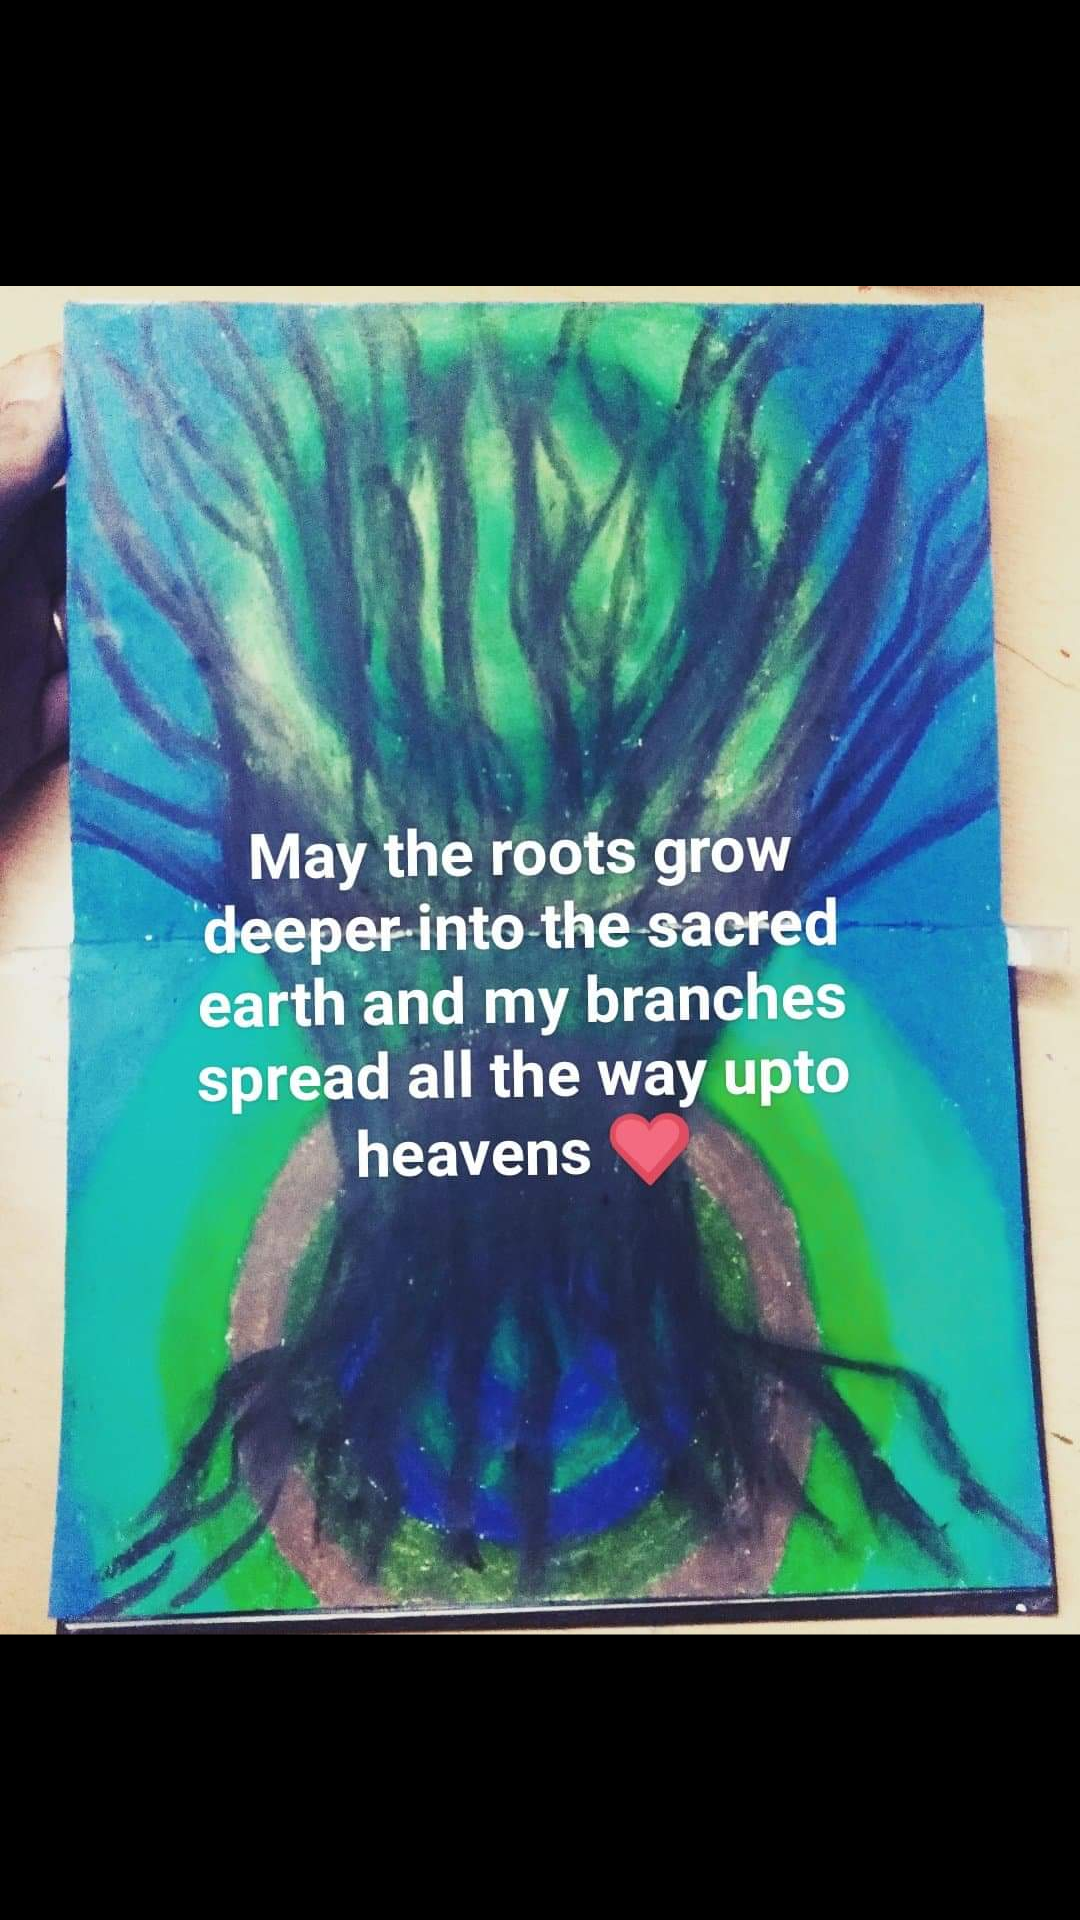 May the roots grow
deeper into the sacred
earth and my branches
spread all the way upto
heavens ❤️